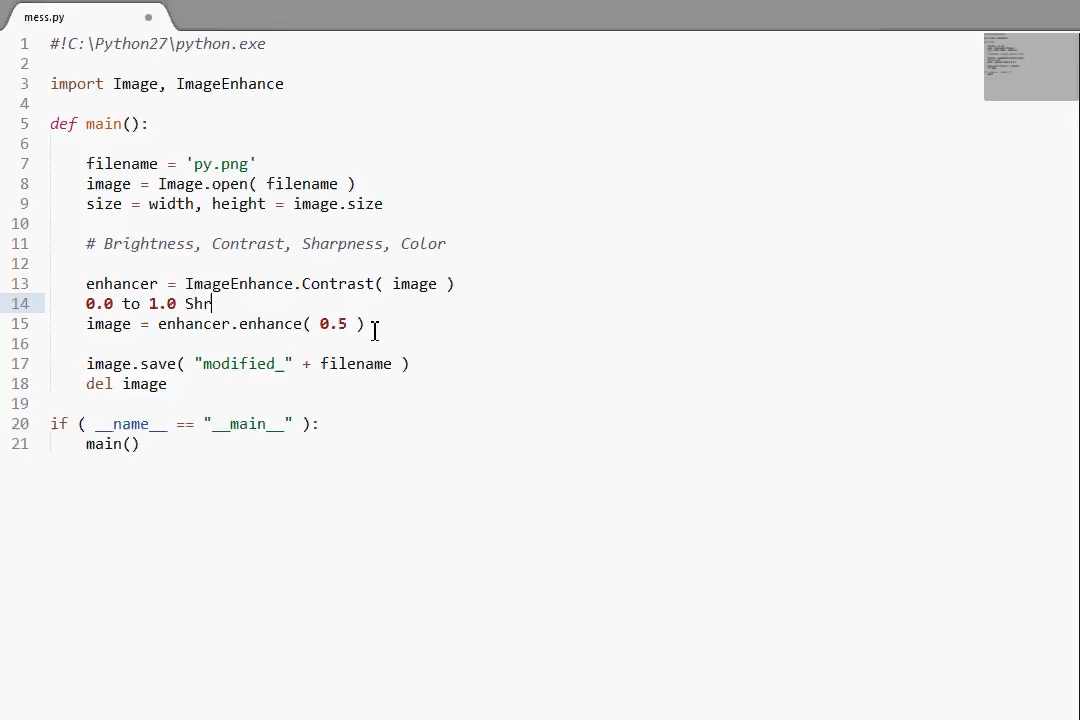 mess.py
1 #!C:\Python27\python.exe
2
3 import Image, ImageEnhance
4
5 def main():
6
7     filename = 'py.png'
8     image = Image.open( filename )
9     size = width, height = image.size
10
11     # Brightness, Contrast, Sharpness, Color
12
13     enhancer = ImageEnhance.Contrast( image )
14     0.0 to 1.0 Shr
15     image = enhancer.enhance( 0.5 )
16
17     image.save( "modified_" + filename )
18     del image
19
20 if ( __name__ == "__main__" ):
21     main()